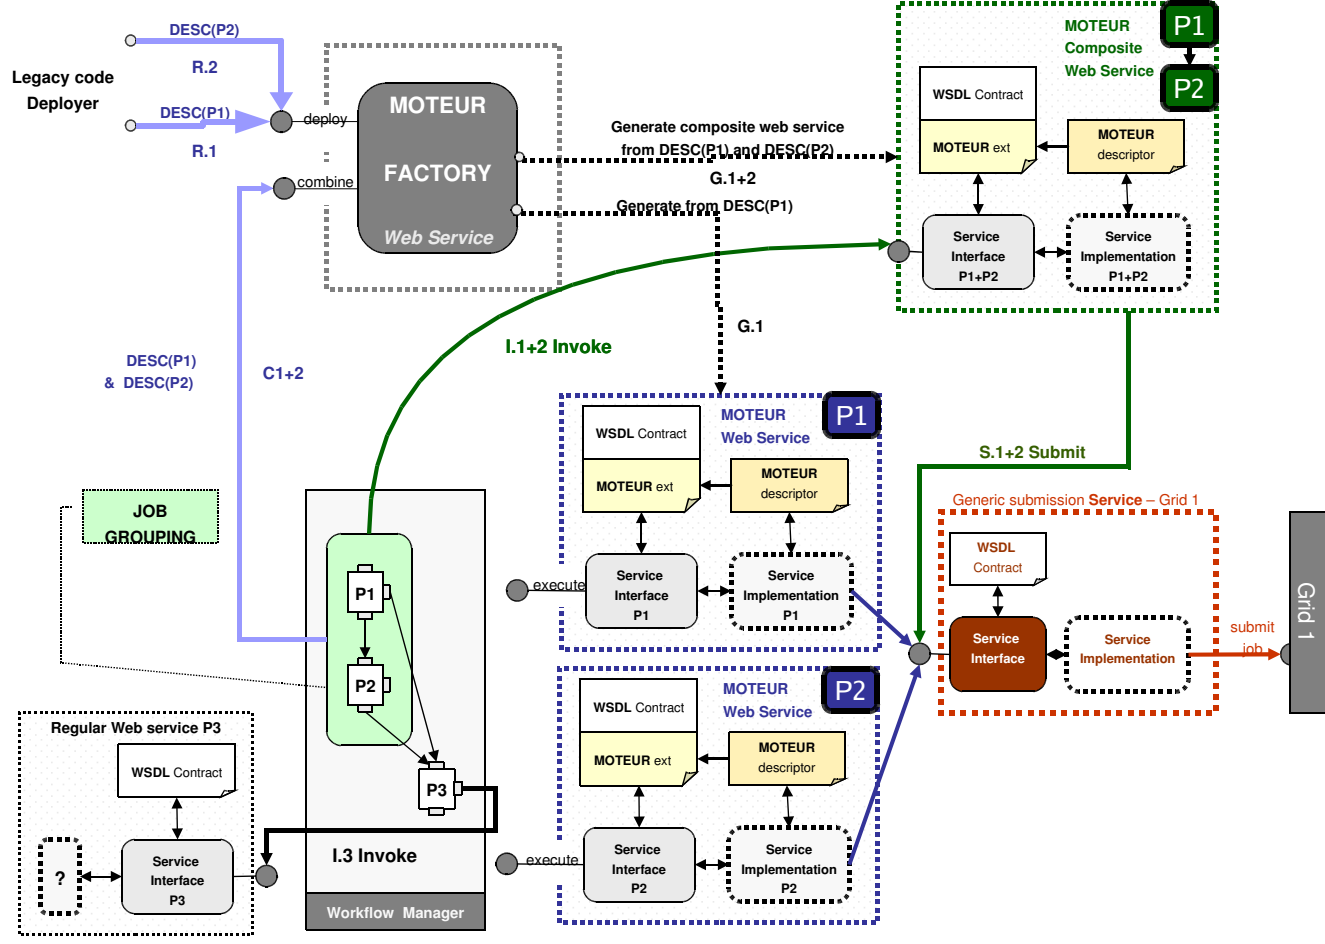 DESC(P2)
R.2
Legacy code
Deployer
DESC(P1)
R.1
deploy
combine
MOTEUR
FACTORY
Web Service
Generate composite web service
from DESC(P1) and DESC(P2)
G.1+2
Generate from DESC(P1)
G.1
MOTEUR
Composite
Web Service
P1
P2
WSDL Contract
MOTEUR ext
MOTEUR
descriptor
Service
Interface
P1+P2
Service
Implementation
P1+P2
I.1+2 Invoke
DESC(P1)
& DESC(P2)
C1+2
S.1+2 Submit
JOB
GROUPING
P1
P2
P3
I.3 Invoke
Workflow Manager
MOTEUR
Web Service
P1
WSDL Contract
MOTEUR ext
MOTEUR
descriptor
execute
Service
Interface
P1
Service
Implementation
P1
MOTEUR
Web Service
P2
WSDL Contract
MOTEUR ext
MOTEUR
descriptor
execute
Service
Interface
P2
Service
Implementation
P2
Generic submission Service – Grid 1
WSDL
Contract
Service
Interface
Service
Implementation
submit
job
Grid 1
Regular Web service P3
WSDL Contract
?
Service
Interface
P3